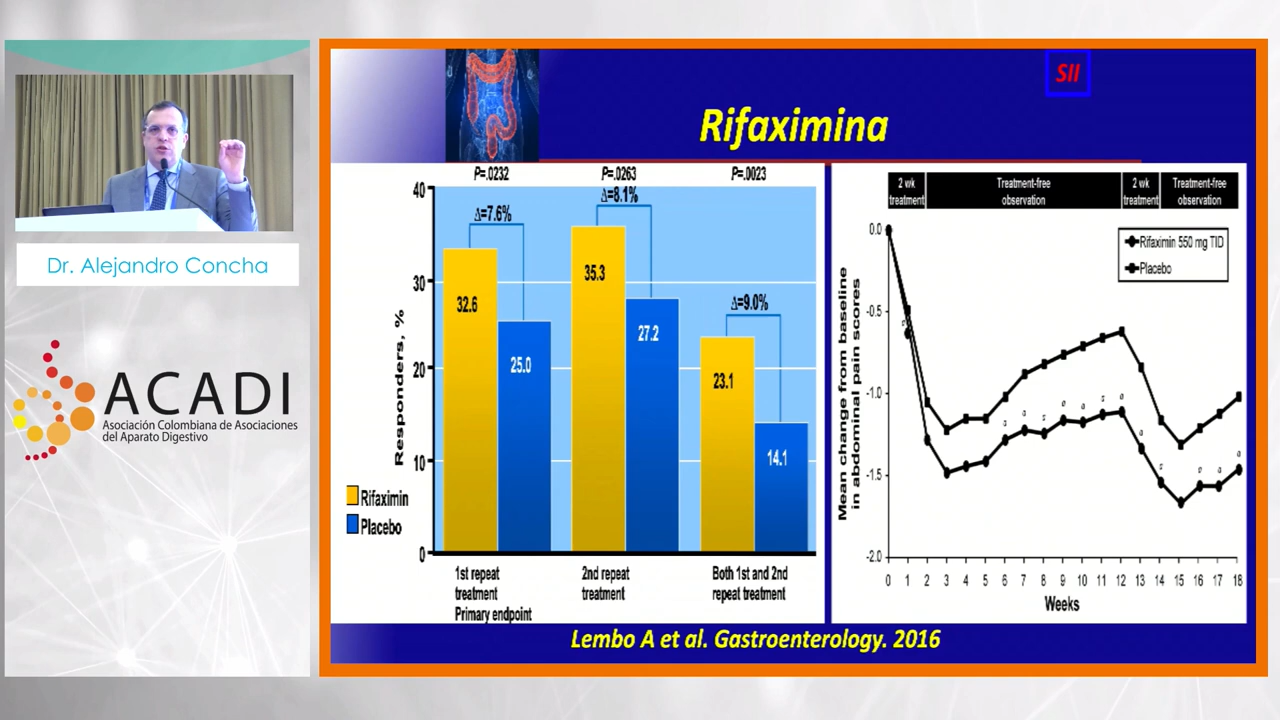 SII
Rifaximina
Dr. Alejandro Concha
ACADI
Asociación Colombiana de Asociaciones
del Aparato Digestivo
P=.0232
P=.0263
P=.0023
Δ=7.6%
Δ=8.1%
Δ=9.0%
40
30
20
10
0
Responders, %
32.6
25.0
35.3
27.2
23.1
14.1
Rifaximin
Placebo
1st repeat
treatment
Primary endpoint
2nd repeat
treatment
Both 1st and 2nd
repeat treatment
2 wk
treatment
Treatment-free
observation
2 wk
treatment
Treatment-free
observation
Rifaximin 550 mg TID
Placebo
Mean change from baseline
in abdominal pain scores
0.0
-0.5
-1.0
-1.5
-2.0
0 1 2 3 4 5 6 7 8 9 10 11 12 13 14 15 16 17 18
Weeks
Lembo A et al. Gastroenterology. 2016